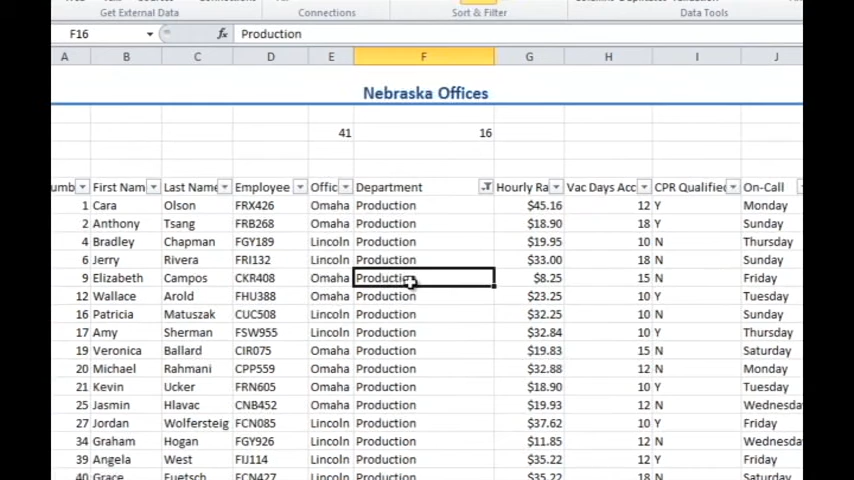 Get External Data Connections Sort & Filter Data Tools
F16 fx Production
A B C D E F G H I J
Nebraska Offices
41 16
umb First Nam Last Name Employee Offic Department Hourly Ra Vac Days Acc CPR Qualified On-Call
1 Cara Olson FRX426 Omaha Production $45.16 12 Y Monday
2 Anthony Tsang FRB268 Omaha Production $18.90 18 Y Sunday
4 Bradley Chapman FGY189 Lincoln Production $19.95 10 N Thursday
6 Jerry Rivera FRI132 Lincoln Production $33.00 18 N Sunday
9 Elizabeth Campos CKR408 Omaha Production $8.25 15 N Friday
12 Wallace Arold FHU388 Omaha Production $23.25 10 Y Tuesday
16 Patricia Matuszak CUC508 Lincoln Production $32.25 10 N Sunday
17 Amy Sherman FSW955 Lincoln Production $32.84 10 Y Thursday
19 Veronica Ballard CIR075 Omaha Production $19.83 15 N Saturday
20 Michael Rahmani CPP559 Omaha Production $32.88 12 N Monday
21 Kevin Ucker FRN605 Omaha Production $18.90 10 Y Tuesday
25 Jasmin Hlavac CNB452 Omaha Production $19.93 12 N Wednesda
27 Jordan Wolfersteig FCN085 Lincoln Production $37.62 10 Y Friday
34 Graham Hogan FGY926 Lincoln Production $11.85 12 N Wednesda
39 Angela West FIJ114 Lincoln Production $35.22 12 Y Friday
40 Grace Fuetsch FCN427 Lincoln Production $35.22 18 N Monday